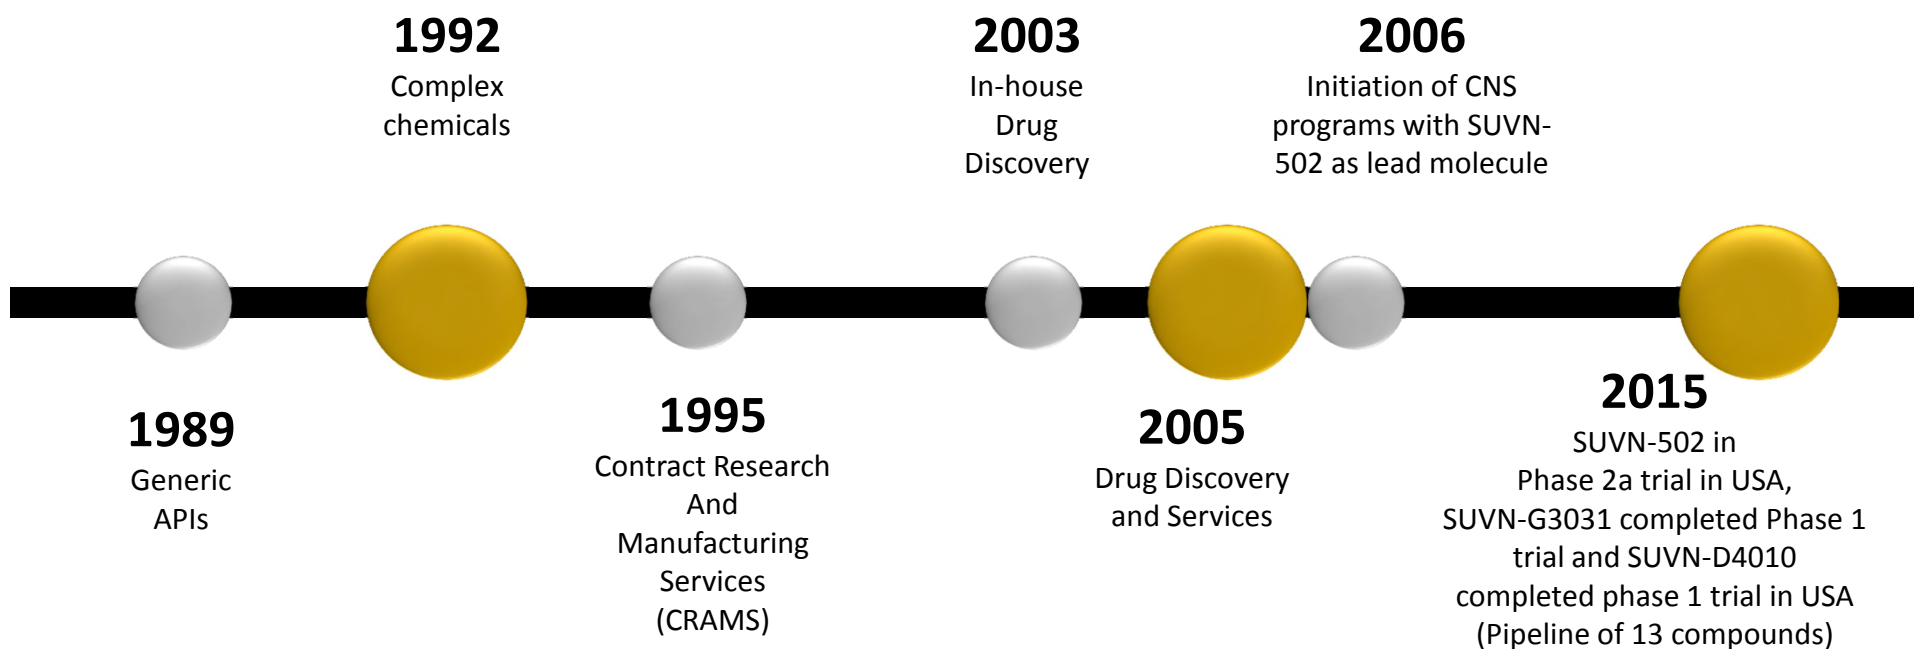 1992
Complex
chemicals
2003
In-house
Drug
Discovery
2006
Initiation of CNS
programs with SUVN-
502 as lead molecule
1989
Generic
APIs
1995
Contract Research
And
Manufacturing
Services
(CRAMS)
2005
Drug Discovery
and Services
2015
SUVN-502 in
Phase 2a trial in USA,
SUVN-G3031 completed Phase 1
trial and SUVN-D4010
completed phase 1 trial in USA
(Pipeline of 13 compounds)